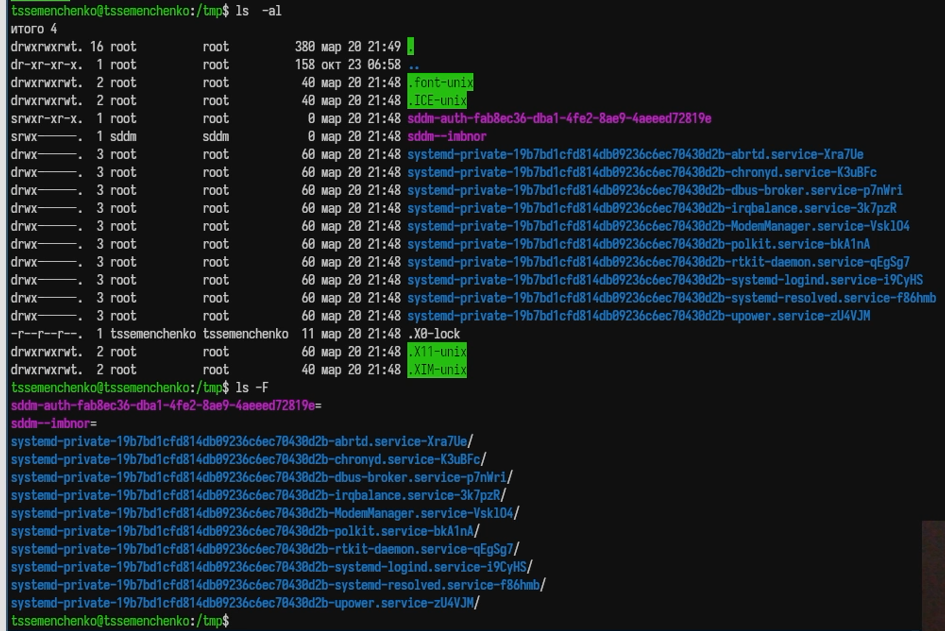 tssemenchenko@tssemenchenko:/tmp$ ls  -al
итого 4
drwxrwxrwt. 16 root          root          380 мар 20 21:49 .
dr-xr-xr-x.  1 root          root          158 окт 23 06:58 ..
drwxrwxrwt.  2 root          root           40 мар 20 21:48 .font-unix
drwxrwxrwt.  2 root          root           40 мар 20 21:48 .ICE-unix
srwxr-xr-x.  1 root          root            0 мар 20 21:48 sddm-auth-fab8ec36-dba1-4fe2-8ae9-4aeeed72819e
srwx------.  1 sddm          sddm            0 мар 20 21:48 sddm--imbnor
drwx------.  3 root          root           60 мар 20 21:48 systemd-private-19b7bd1cfd814db09236c6ec70430d2b-abrtd.service-Xra7Ue
drwx------.  3 root          root           60 мар 20 21:48 systemd-private-19b7bd1cfd814db09236c6ec70430d2b-chronyd.service-K3uBFc
drwx------.  3 root          root           60 мар 20 21:48 systemd-private-19b7bd1cfd814db09236c6ec70430d2b-dbus-broker.service-p7nWri
drwx------.  3 root          root           60 мар 20 21:48 systemd-private-19b7bd1cfd814db09236c6ec70430d2b-irqbalance.service-3k7pzR
drwx------.  3 root          root           60 мар 20 21:48 systemd-private-19b7bd1cfd814db09236c6ec70430d2b-ModemManager.service-VsklO4
drwx------.  3 root          root           60 мар 20 21:48 systemd-private-19b7bd1cfd814db09236c6ec70430d2b-polkit.service-bkA1nA
drwx------.  3 root          root           60 мар 20 21:48 systemd-private-19b7bd1cfd814db09236c6ec70430d2b-rtkit-daemon.service-qEgSg7
drwx------.  3 root          root           60 мар 20 21:48 systemd-private-19b7bd1cfd814db09236c6ec70430d2b-systemd-logind.service-i9CyHS
drwx------.  3 root          root           60 мар 20 21:48 systemd-private-19b7bd1cfd814db09236c6ec70430d2b-systemd-resolved.service-f86hmb
drwx------.  3 root          root           60 мар 20 21:48 systemd-private-19b7bd1cfd814db09236c6ec70430d2b-upower.service-zU4VJM
-r--r--r--.  1 tssemenchenko tssemenchenko  11 мар 20 21:48 .X0-lock
drwxrwxrwt.  2 root          root           60 мар 20 21:48 .X11-unix
drwxrwxrwt.  2 root          root           40 мар 20 21:48 .XIM-unix
tssemenchenko@tssemenchenko:/tmp$ ls -F
sddm-auth-fab8ec36-dba1-4fe2-8ae9-4aeeed72819e=
sddm--imbnor=
systemd-private-19b7bd1cfd814db09236c6ec70430d2b-abrtd.service-Xra7Ue/
systemd-private-19b7bd1cfd814db09236c6ec70430d2b-chronyd.service-K3uBFc/
systemd-private-19b7bd1cfd814db09236c6ec70430d2b-dbus-broker.service-p7nWri/
systemd-private-19b7bd1cfd814db09236c6ec70430d2b-irqbalance.service-3k7pzR/
systemd-private-19b7bd1cfd814db09236c6ec70430d2b-ModemManager.service-VsklO4/
systemd-private-19b7bd1cfd814db09236c6ec70430d2b-polkit.service-bkA1nA/
systemd-private-19b7bd1cfd814db09236c6ec70430d2b-rtkit-daemon.service-qEgSg7/
systemd-private-19b7bd1cfd814db09236c6ec70430d2b-systemd-logind.service-i9CyHS/
systemd-private-19b7bd1cfd814db09236c6ec70430d2b-systemd-resolved.service-f86hmb/
systemd-private-19b7bd1cfd814db09236c6ec70430d2b-upower.service-zU4VJM/
tssemenchenko@tssemenchenko:/tmp$